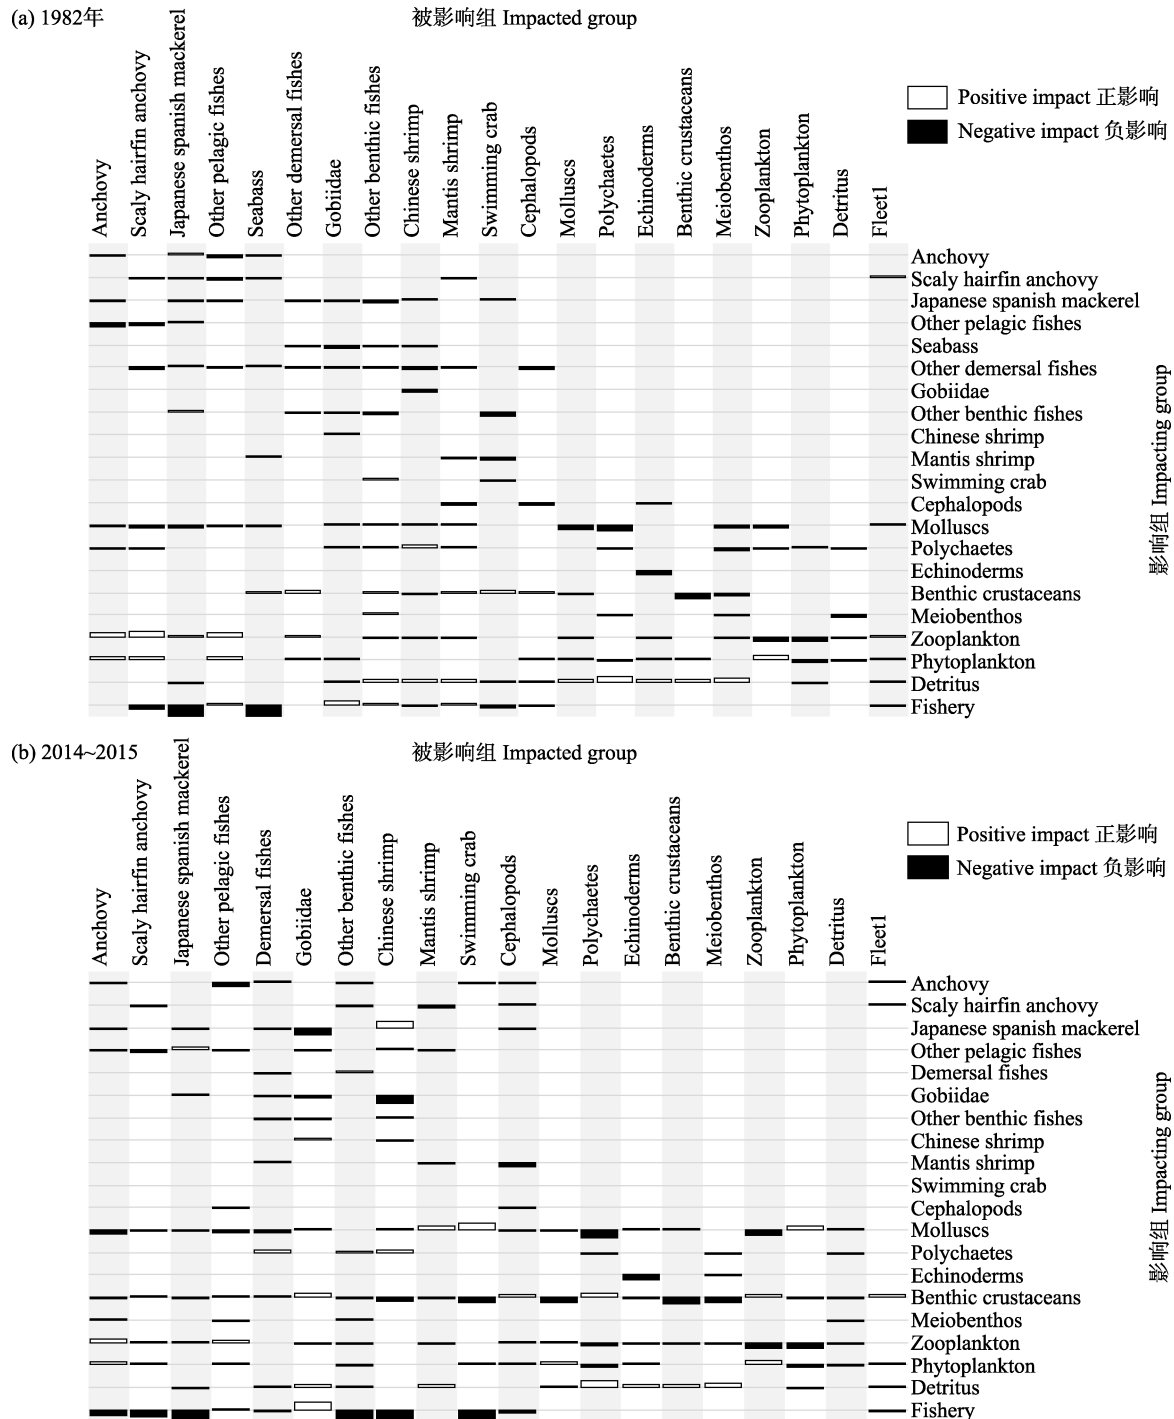 (a) 1982年
被影响组 Impacted group
Anchovy
Scaly hairfin anchovy
Japanese spanish mackerel
Other pelagic fishes
Seabass
Other demersal fishes
Gobiidae
Other benthic fishes
Chinese shrimp
Mantis shrimp
Swimming crab
Cephalopods
Molluscs
Polychaetes
Echinoderms
Benthic crustaceans
Meiobenthos
Zooplankton
Phytoplankton
Detritus
Fleet1
Positive impact 正影响
Negative impact 负影响
Anchovy
Scaly hairfin anchovy
Japanese spanish mackerel
Other pelagic fishes
Seabass
Other demersal fishes
Gobiidae
Other benthic fishes
Chinese shrimp
Mantis shrimp
Swimming crab
Cephalopods
Molluscs
Polychaetes
Echinoderms
Benthic crustaceans
Meiobenthos
Zooplankton
Phytoplankton
Detritus
Fishery
影响组 Impacting group
(b) 2014~2015
被影响组 Impacted group
Anchovy
Scaly hairfin anchovy
Japanese spanish mackerel
Other pelagic fishes
Demersal fishes
Gobiidae
Other benthic fishes
Chinese shrimp
Mantis shrimp
Swimming crab
Cephalopods
Molluscs
Polychaetes
Echinoderms
Benthic crustaceans
Meiobenthos
Zooplankton
Phytoplankton
Detritus
Fleet1
Positive impact 正影响
Negative impact 负影响
Anchovy
Scaly hairfin anchovy
Japanese spanish mackerel
Other pelagic fishes
Demersal fishes
Gobiidae
Other benthic fishes
Chinese shrimp
Mantis shrimp
Swimming crab
Cephalopods
Molluscs
Polychaetes
Echinoderms
Benthic crustaceans
Meiobenthos
Zooplankton
Phytoplankton
Detritus
Fishery
影响组 Impacting group